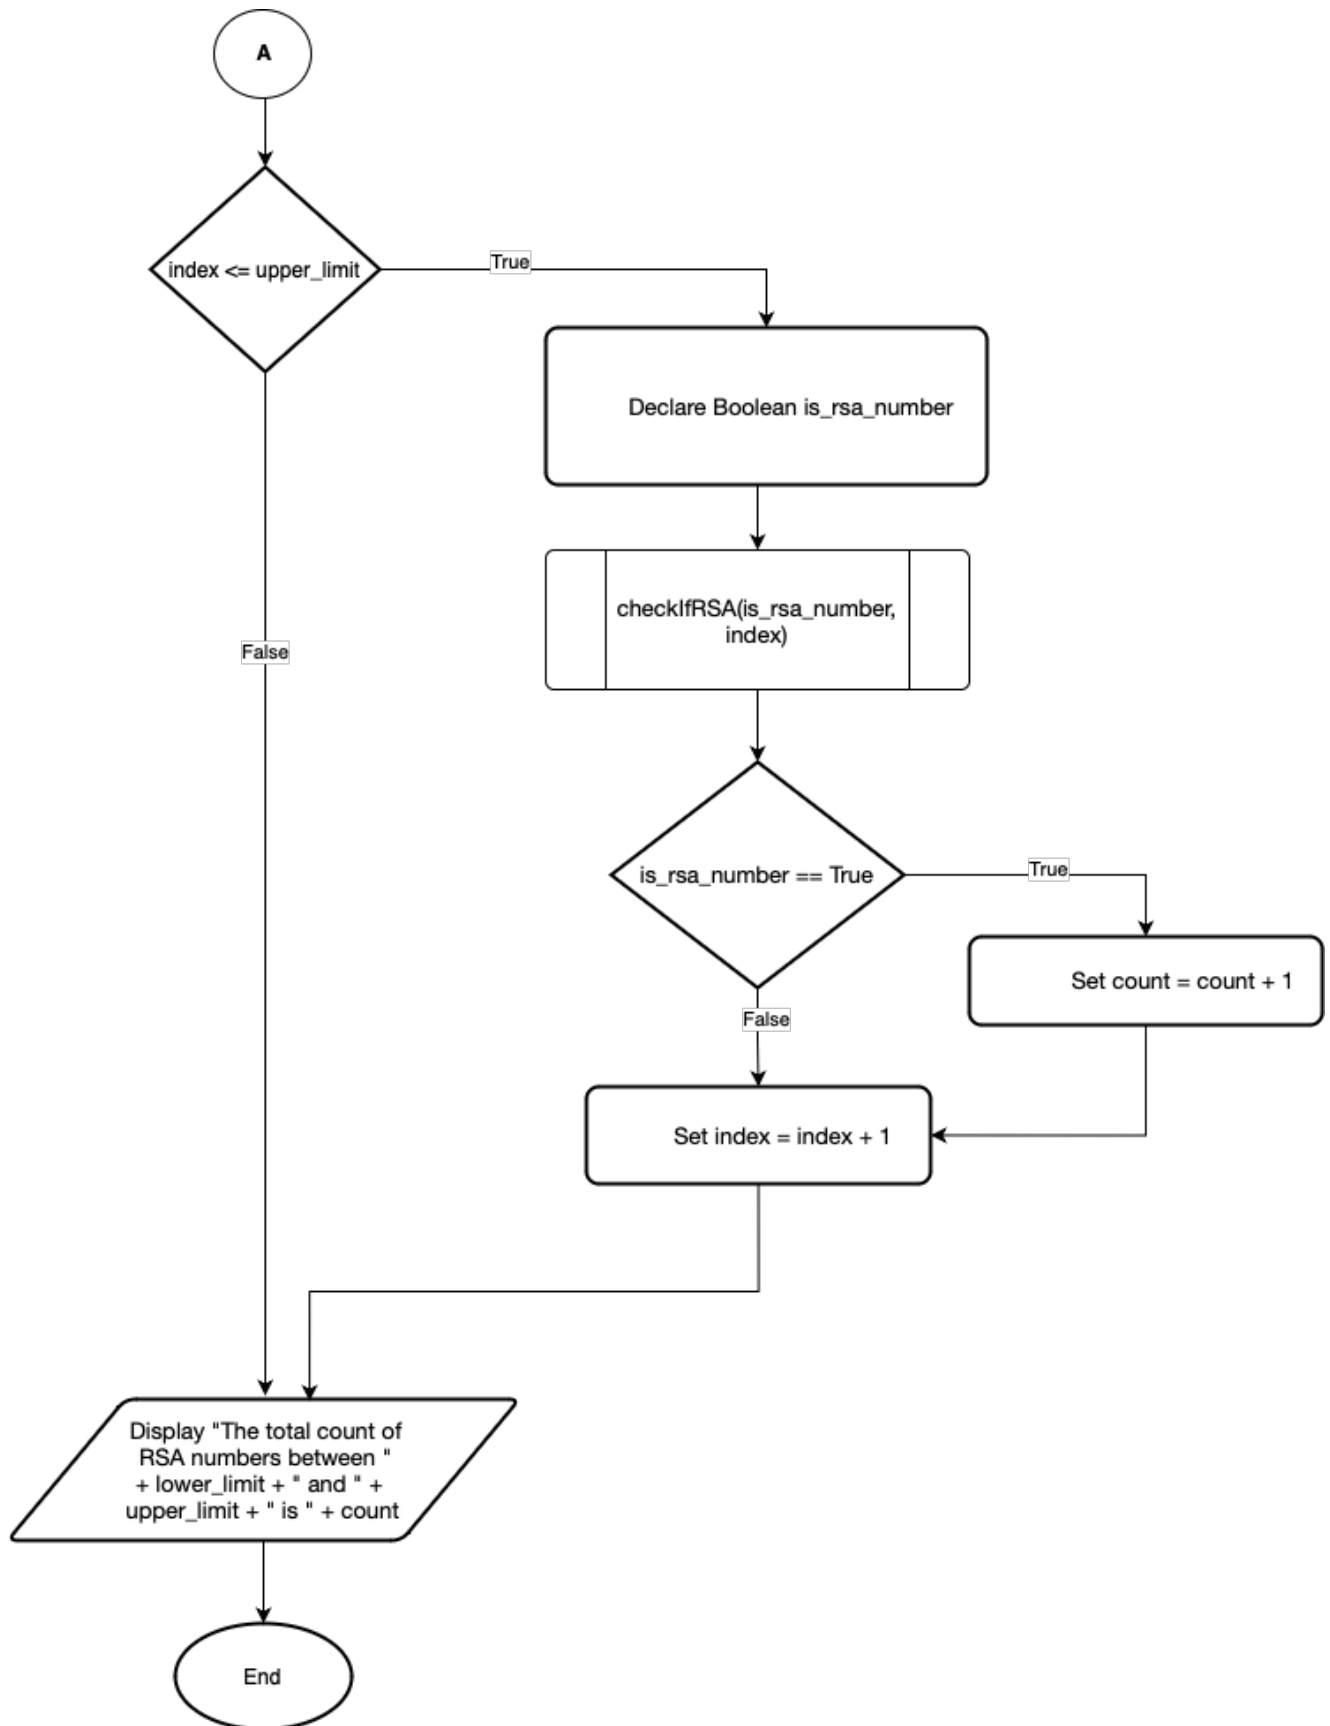 A
index <= upper_limit
True
Declare Boolean is_rsa_number
checkIfRSA(is_rsa_number,
index)
False
is_rsa_number == True
True
Set count = count + 1
False
Set index = index + 1
Display "The total count of
RSA numbers between "
+ lower_limit + " and " +
upper_limit + " is " + count
End